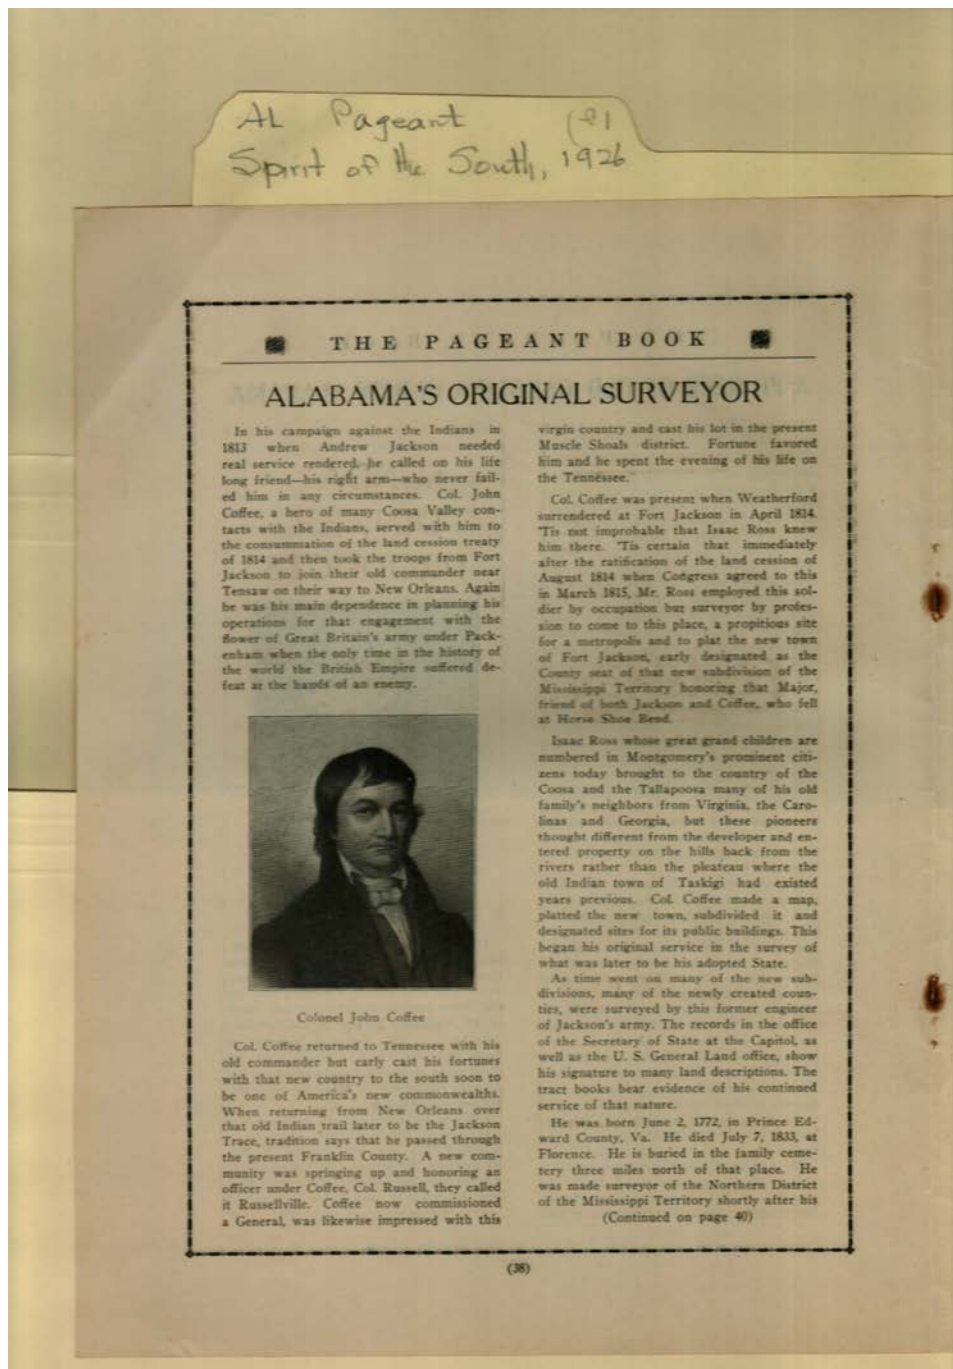 AL Pageant (f)
Spirit of the South, 1926
THE PAGEANT BOOK
ALABAMA'S ORIGINAL SURVEYOR
In his campaign against the Indians in
1813 when Andrew Jackson needed
real service rendered, he called on his life
long friend—his right arm—who never fail-
ed him in any circumstances. Col. John
Coffee, a hero of many Coosa Valley con-
tacts with the Indians, served with him to
the consummation of the land cession treaty
of 1814 and then took the troops from Fort
Jackson to join their old commander near
Tensaw on their way to New Orleans. Again
he was his main dependence in planning his
operations for that engagement with the
flower of Great Britain's army under Pack-
enham when the only time in the history of
the world the British Empire suffered de-
feat at the hands of an enemy.
Colonel John Coffee
Col. Coffee returned to Tennessee with his
old commander but early cast his fortunes
with that new country to the south soon to
be one of America's new commonwealths.
When returning from New Orleans over
that old Indian trail later to be the Jackson
Trace, tradition says that he passed through
the present Franklin County. A new com-
munity was springing up and honoring an
officer under Coffee, Col. Russell, they called
it Russellville. Coffee now commissioned
a General, was likewise impressed with this
virgin country and cast his lot in the present
Muscle Shoals district. Fortune favored
him and he spent the evening of his life on
the Tennessee.
Col. Coffee was present when Weatherford
surrendered at Fort Jackson in April 1814.
'Tis not improbable that Isaac Ross knew
him there. 'Tis certain that immediately
after the ratification of the land cession of
August 1814 when Congress agreed to this
in March 1815, Mr. Ross employed this sol-
dier by occupation but surveyor by profes-
sion to come to this place, a propitious site
for a metropolis and to plat the new town
of Fort Jackson, early designated as the
County seat of that new subdivision of the
Mississippi Territory honoring that Major,
friend of both Jackson and Coffee, who fell
at Horse Shoe Bend.
Isaac Ross whose great grand children are
numbered in Montgomery's prominent citi-
zens today brought to the country of the
Coosa and the Tallapoosa many of his old
family's neighbors from Virginia, the Caro-
linas and Georgia, but these pioneers
thought different from the developer and en-
tered property on the hills back from the
rivers rather than the pleateau where the
old Indian town of Taskigi had existed
years previous. Col. Coffee made a map,
platted the new town, subdivided it and
designated sites for its public buildings. This
began his original service in the survey of
what was later to be his adopted State.
As time went on many of the new sub-
divisions, many of the newly created coun-
ties, were surveyed by this former engineer
of Jackson's army. The records in the office
of the Secretary of State at the Capitol, as
well as the U. S. General Land office, show
his signature to many land descriptions. The
tract books bear evidence of his continued
service of that nature.
He was born June 2, 1772, in Prince Ed-
ward County, Va. He died July 7, 1833, at
Florence. He is buried in the family ceme-
tery three miles north of that place. He
was made surveyor of the Northern District
of the Mississippi Territory shortly after his
(Continued on page 40)
(38)